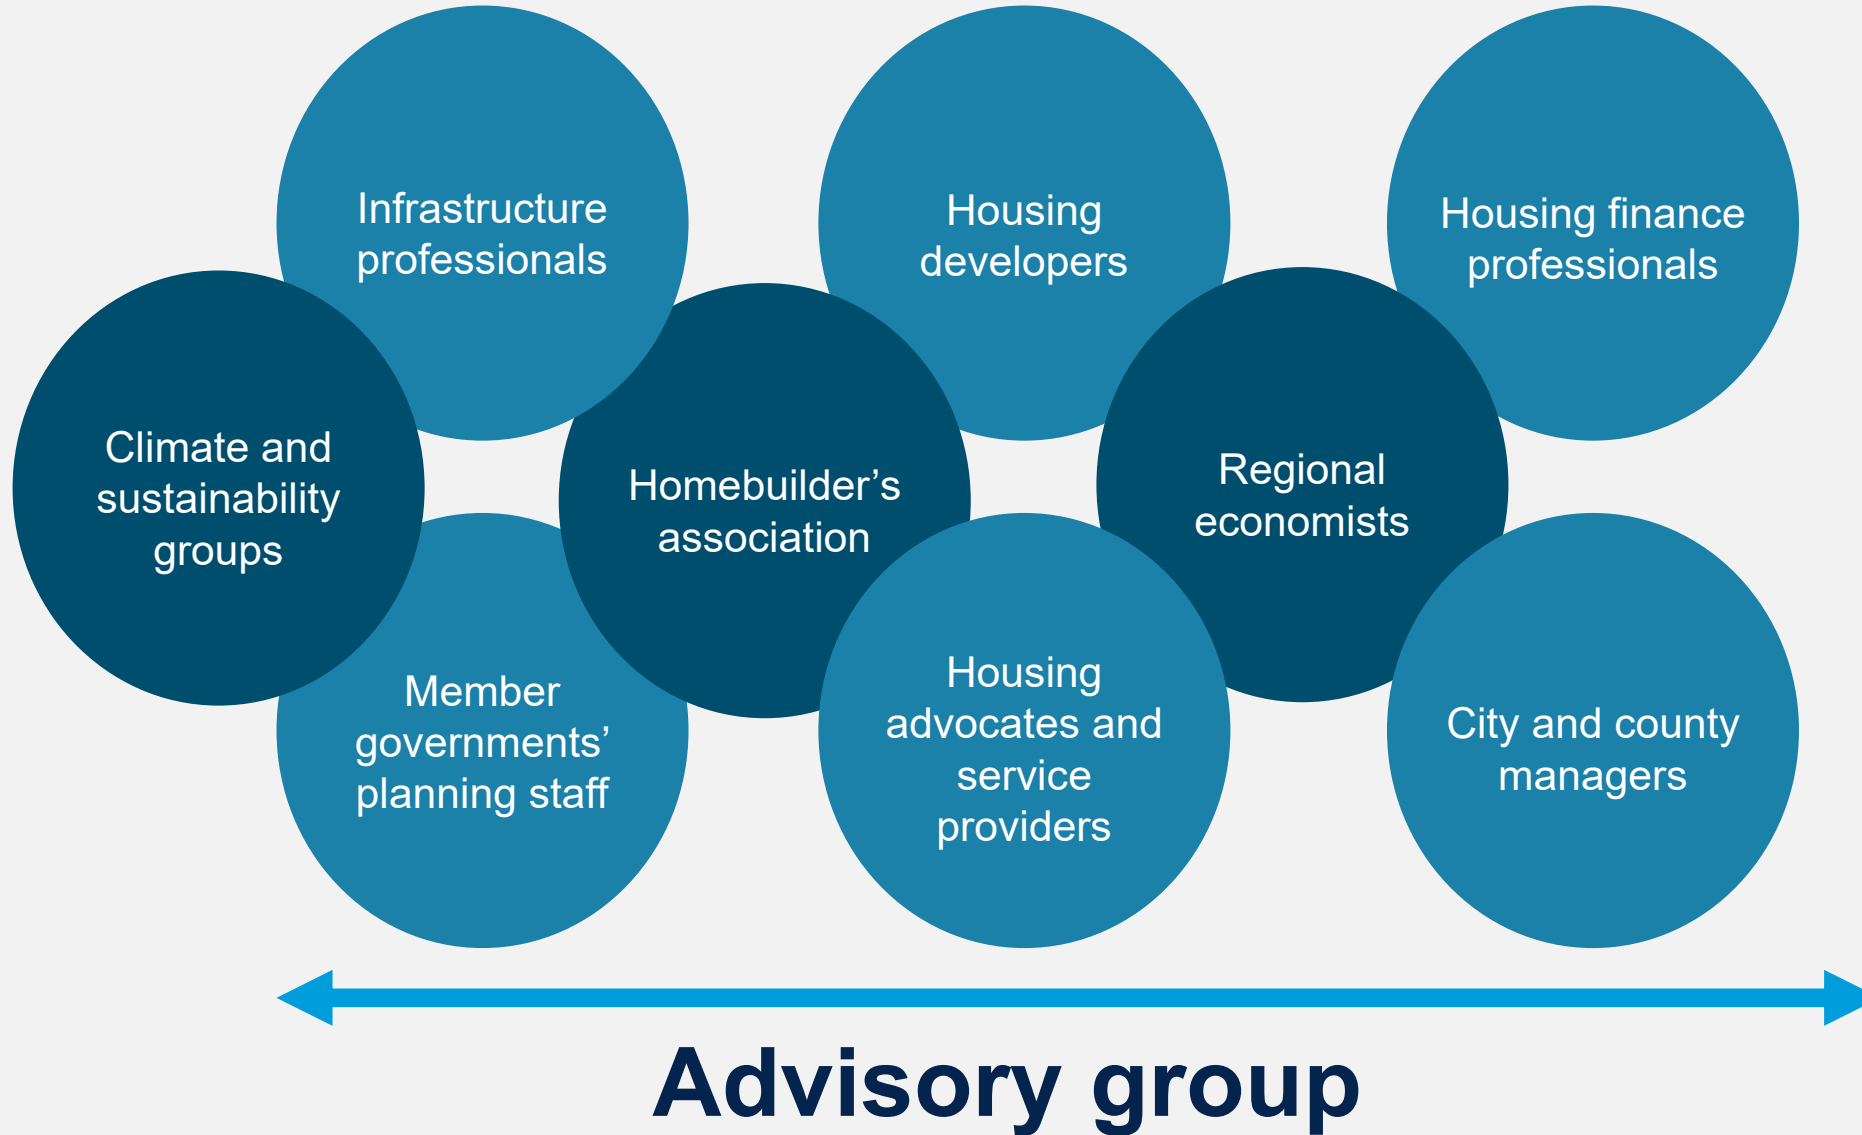 Infrastructure
professionals
Housing
developers
Housing finance
professionals
Climate and
sustainability
groups
Homebuilder’s
association
Regional
economists
Member
governments’
planning staff
Housing
advocates and
service
providers
City and county
managers
Advisory group